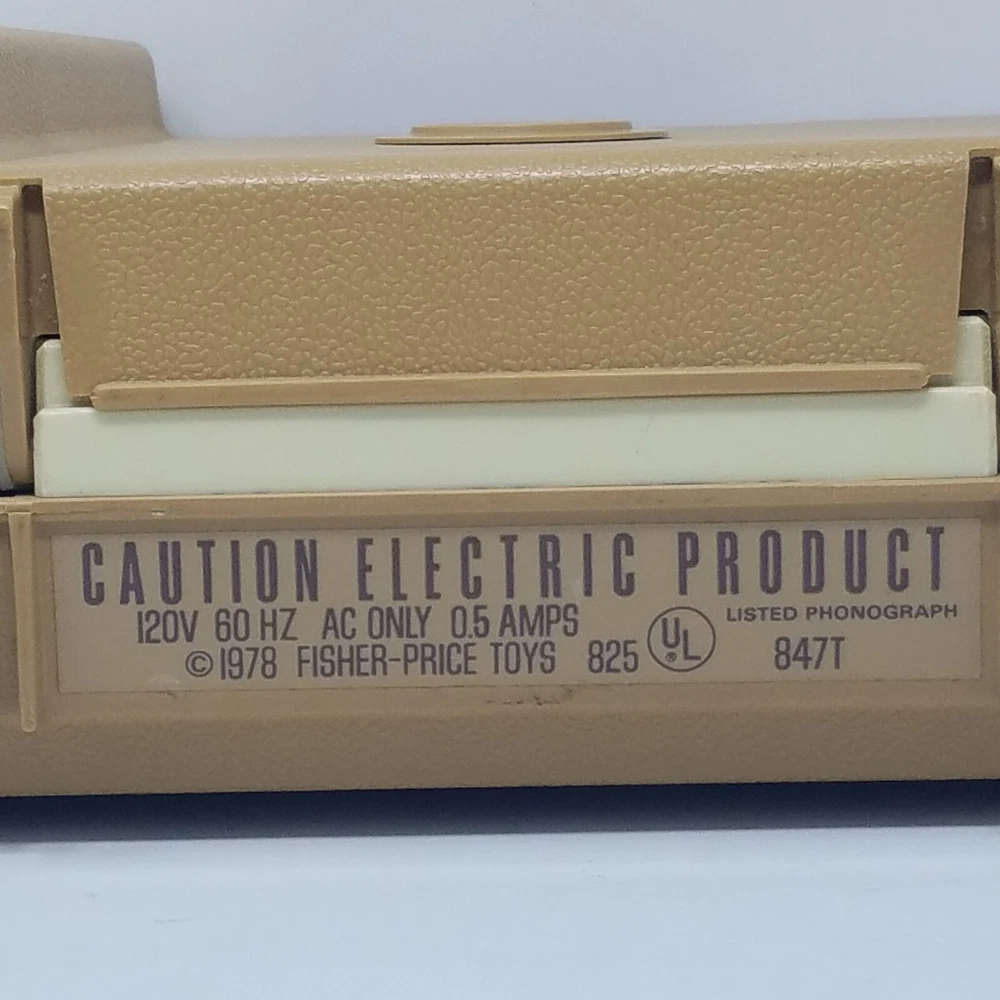 CAUTION ELECTRIC PRODUCT
120V 60 HZ AC ONLY 0.5 AMPS
© 1978 FISHER-PRICE TOYS 825
UL
LISTED PHONOGRAPH
847T